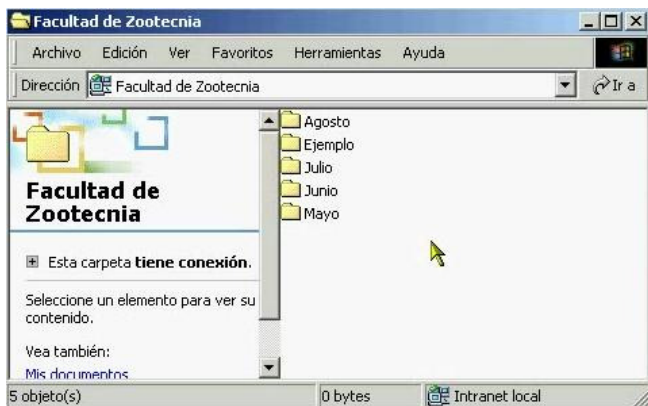 Facultad de Zootecnia
Archivo Edición Ver Favoritos Herramientas Ayuda
Dirección Facultad de Zootecnia Ir a
Facultad de
Zootecnia
Esta carpeta tiene conexión.
Seleccione un elemento para ver su
contenido.
Vea también:
Mis documentos
Agosto
Ejemplo
Julio
Junio
Mayo
5 objeto(s) 0 bytes Intranet local